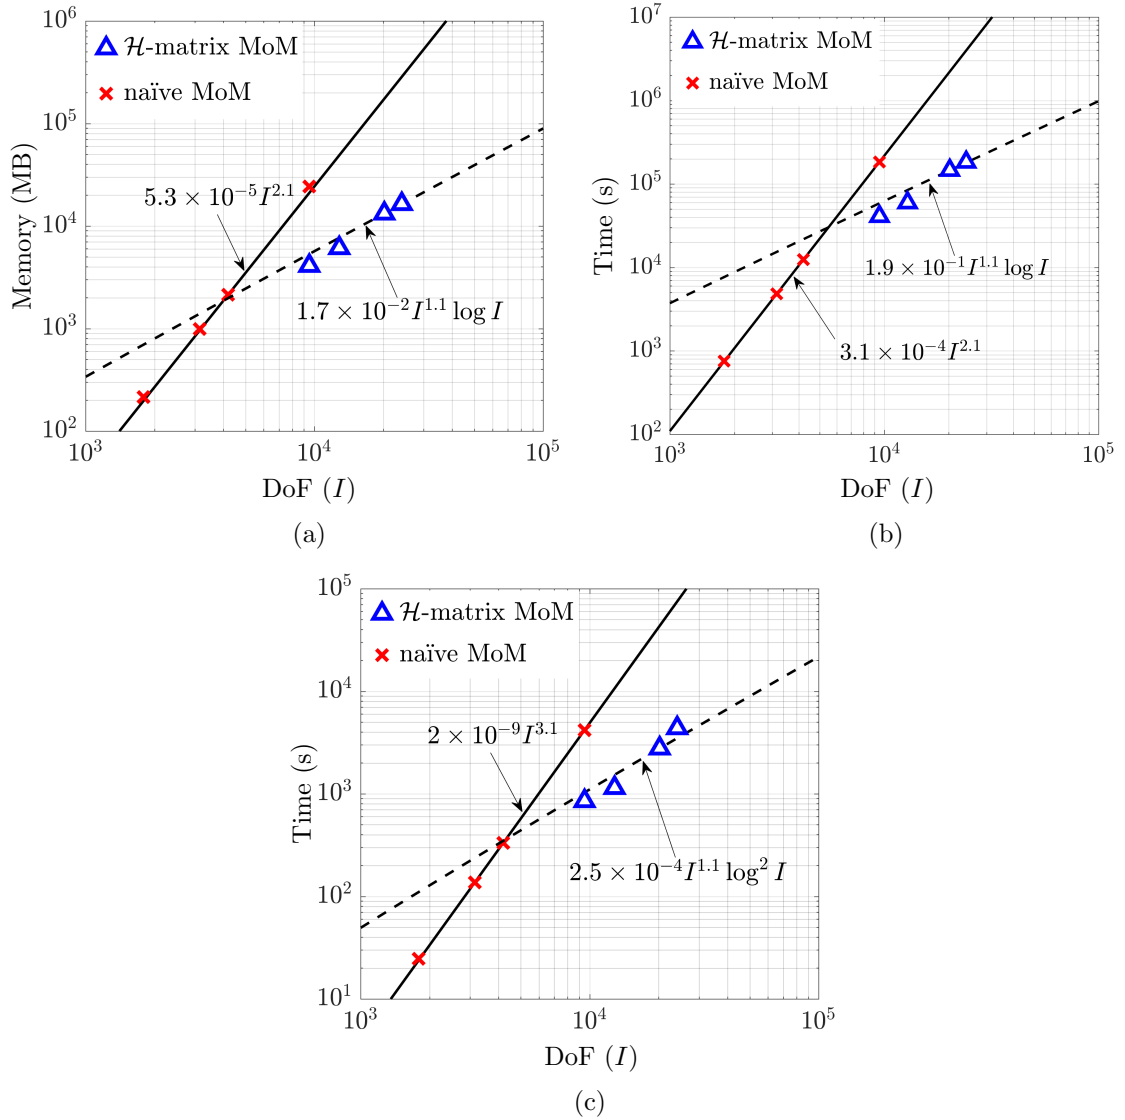 10^6
ℋ-matrix MoM
naïve MoM
10^5
5.3 × 10^−5 I^2.1
10^4
1.7 × 10^−2 I^1.1 log I
10^3
10^2
10^3
10^4
10^5
Memory (MB)
DoF (I)
(a)
10^7
ℋ-matrix MoM
naïve MoM
10^6
10^5
10^4
1.9 × 10^−1 I^1.1 log I
3.1 × 10^−4 I^2.1
10^3
10^2
10^3
10^4
10^5
Time (s)
DoF (I)
(b)
10^5
ℋ-matrix MoM
naïve MoM
10^4
2 × 10^−9 I^3.1
10^3
2.5 × 10^−4 I^1.1 log^2 I
10^2
10^1
10^3
10^4
10^5
Time (s)
DoF (I)
(c)